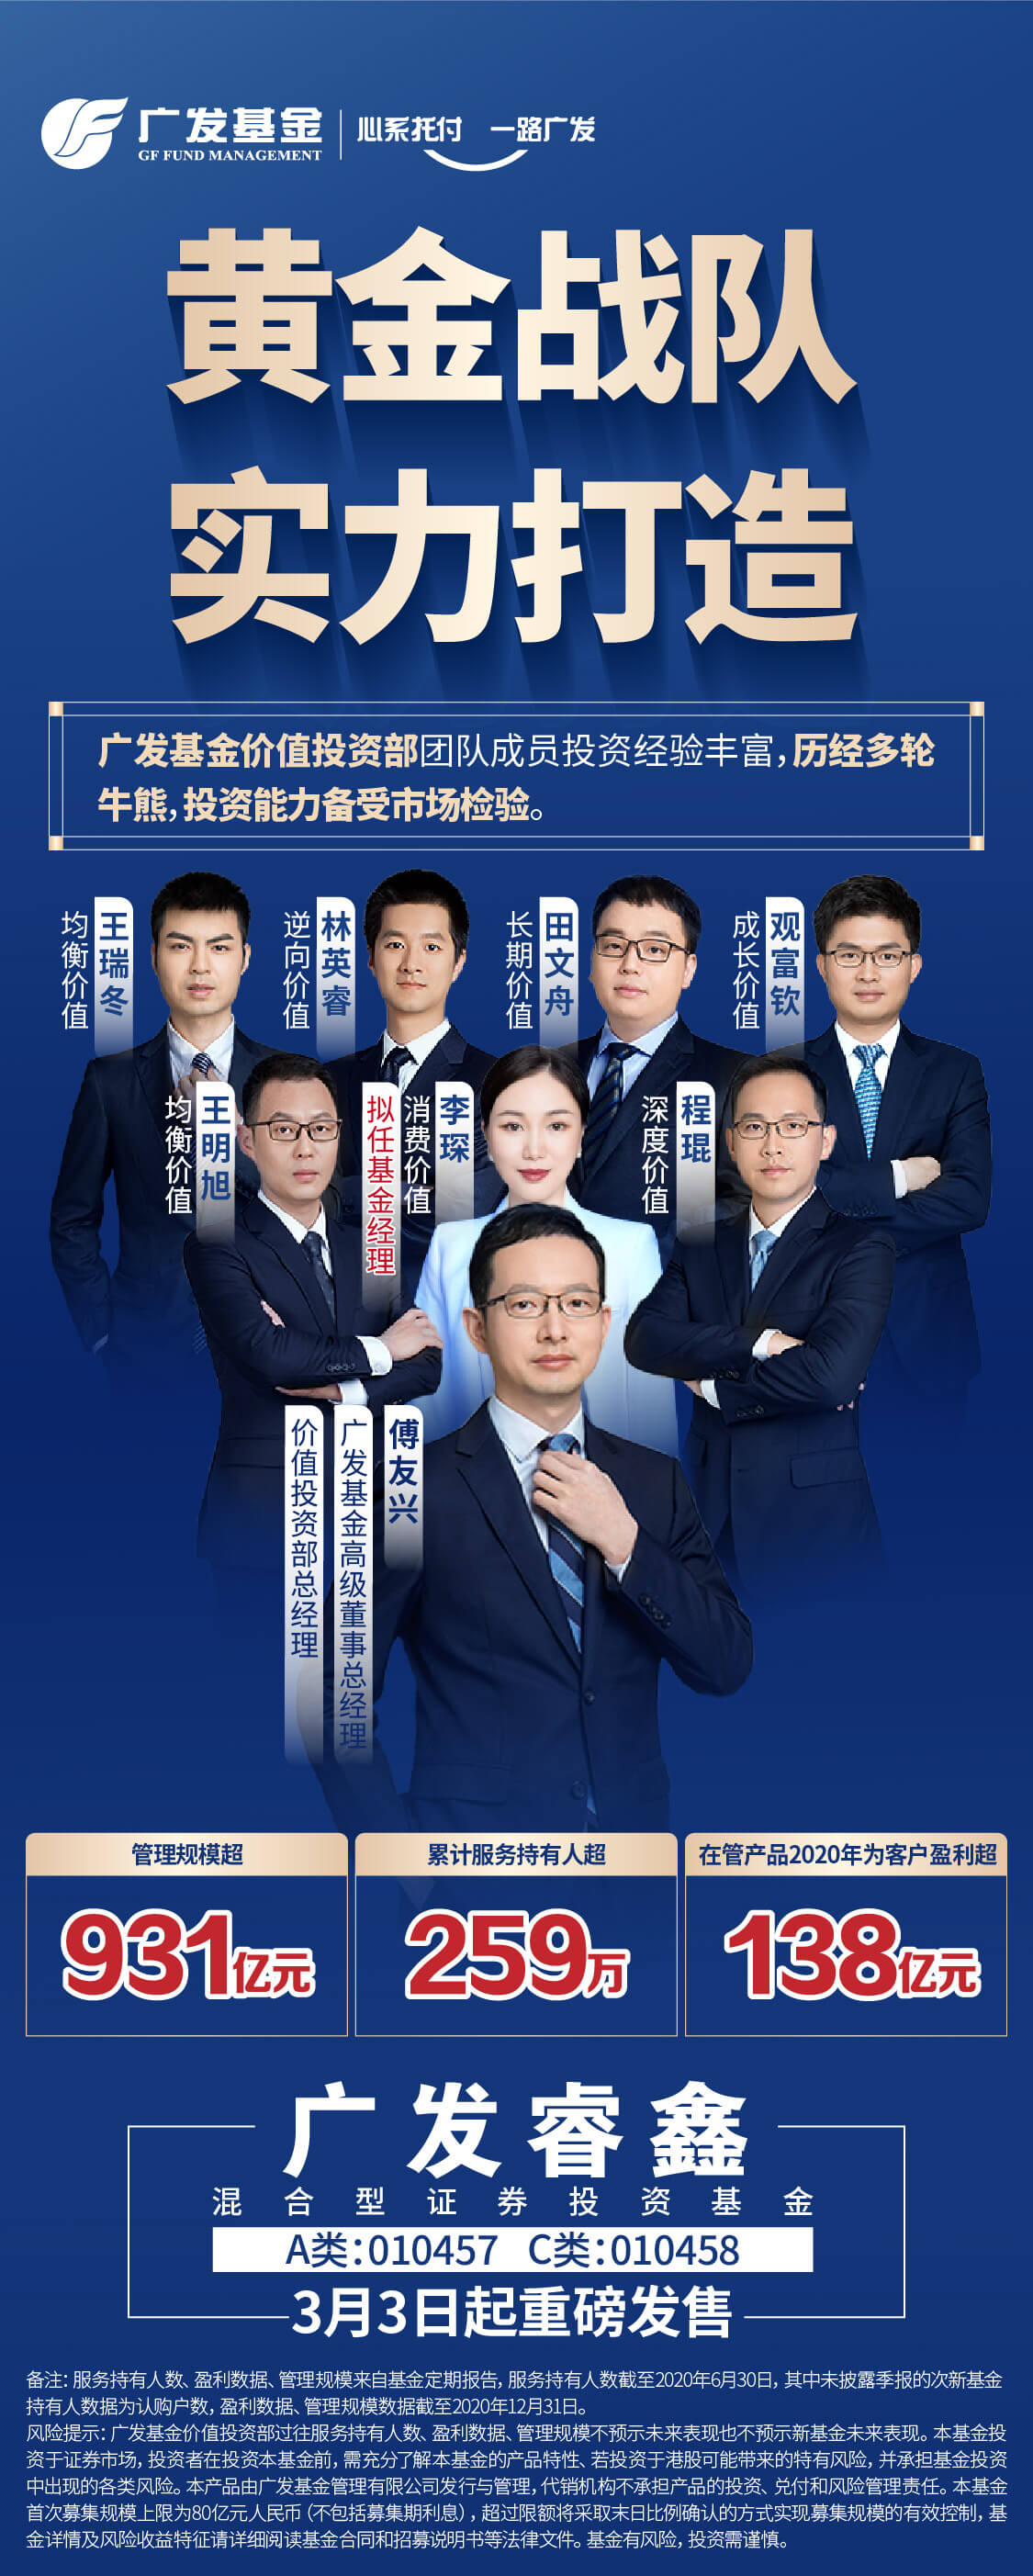 广发基金
GF FUND MANAGEMENT
心系托付 一路广发
黄金战队
实力打造
广发基金价值投资部团队成员投资经验丰富，历经多轮
牛熊，投资能力备受市场检验。
均衡价值
王瑞冬
逆向价值
林英睿
长期价值
田文舟
成长价值
观富钦
均衡价值
王明旭
拟任基金经理
消费价值
李琛
深度价值
程琨
价值投资部总经理
广发基金高级董事总经理
傅友兴
管理规模超
931亿元
累计服务持有人超
259万
在管产品2020年为客户盈利超
138亿元
广发睿鑫
混合型证券投资基金
A类：010457 C类：010458
3月3日起重磅发售
备注：服务持有人数、盈利数据、管理规模来自基金定期报告，服务持有人数截至2020年6月30日，其中未披露季报的次新基金
持有人数据为认购户数，盈利数据、管理规模数据截至2020年12月31日。
风险提示：广发基金价值投资部过往服务持有人数、盈利数据、管理规模不预示未来表现也不预示新基金未来表现。本基金投
资于证券市场，投资者在投资本基金前，需充分了解本基金的产品特性、若投资于港股可能带来的特有风险，并承担基金投资
中出现的各类风险。本产品由广发基金管理有限公司发行与管理，代销机构不承担产品的投资、兑付和风险管理责任。本基金
首次募集规模上限为80亿元人民币（不包括募集期利息），超过限额将采取末日比例确认的方式实现募集规模的有效控制，基
金详情及风险收益特征请详细阅读基金合同和招募说明书等法律文件。基金有风险，投资需谨慎。